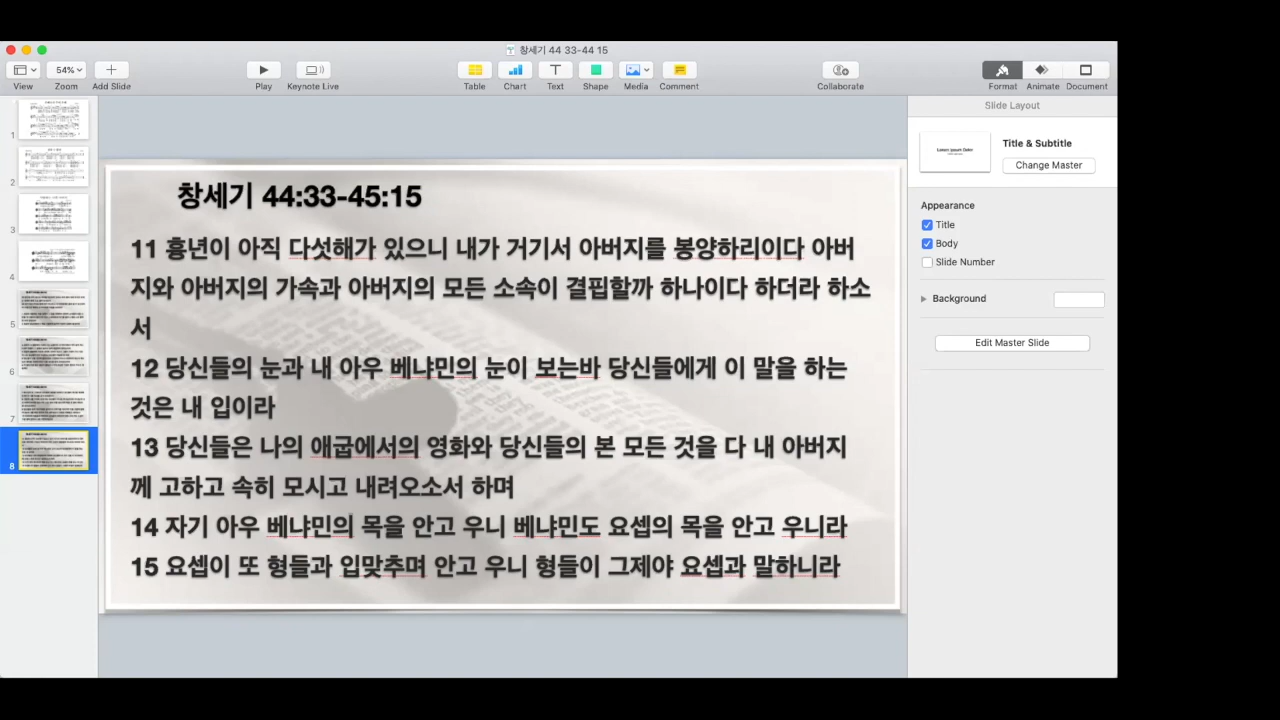 창세기 44 33-44 15
54%
View
Zoom
Add Slide
Play
Keynote Live
Table
Chart
Text
Shape
Media
Comment
Collaborate
Format
Animate
Document
1
2
3
4
5
6
7
8
창세기 44:33-45:15
11 흉년이 아직 다섯해가 있으니 내가 거기서 아버지를 봉양하리이다 아버
지와 아버지의 가속과 아버지의 모든 소속이 결핍할까 하나이다 하더라 하소
서
12 당신들의 눈과 내 아우 베냐민의 눈이 보는바 당신들에게 이 말을 하는
것은 내 입이라
13 당신들은 나의 애굽에서의 영화와 당신들의 본 모든 것을 다 내 아버지
께 고하고 속히 모시고 내려오소서 하며
14 자기 아우 베냐민의 목을 안고 우니 베냐민도 요셉의 목을 안고 우니라
15 요셉이 또 형들과 입맞추며 안고 우니 형들이 그제야 요셉과 말하니라
Slide Layout
Lorem Ipsum Dolor
Title & Subtitle
Change Master
Appearance
Title
Body
Slide Number
Background
Edit Master Slide